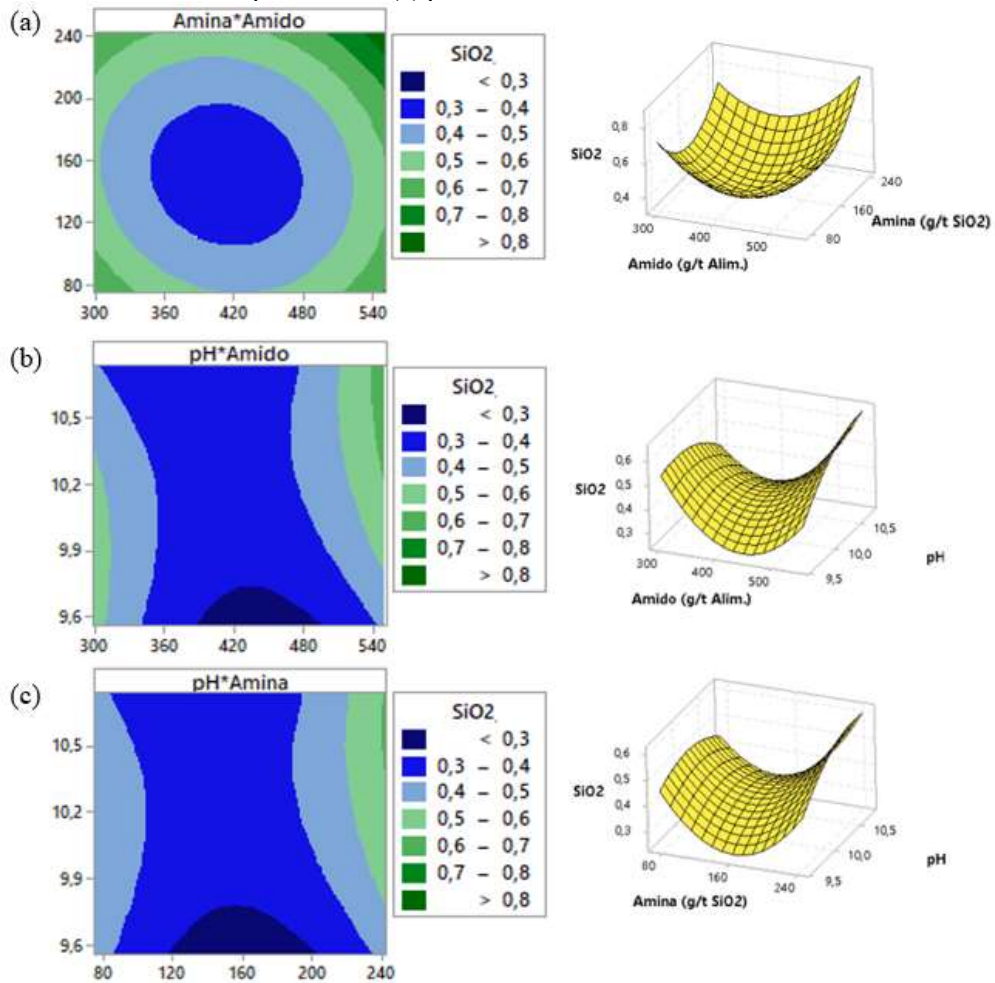 (a)
Amina*Amido
240
200
160
120
80
300 360 420 480 540
SiO2
< 0,3
0,3 – 0,4
0,4 – 0,5
0,5 – 0,6
0,6 – 0,7
0,7 – 0,8
> 0,8
SiO2
0,8
0,6
0,4
300
400
500
Amido (g/t Alim.)
80
160
240
Amina (g/t SiO2)
(b)
pH*Amido
10,5
10,2
9,9
9,6
300 360 420 480 540
SiO2
< 0,3
0,3 – 0,4
0,4 – 0,5
0,5 – 0,6
0,6 – 0,7
0,7 – 0,8
> 0,8
SiO2
0,6
0,5
0,4
0,3
300
400
500
Amido (g/t Alim.)
9,5
10,0
10,5
pH
(c)
pH*Amina
10,5
10,2
9,9
9,6
80 120 160 200 240
SiO2
< 0,3
0,3 – 0,4
0,4 – 0,5
0,5 – 0,6
0,6 – 0,7
0,7 – 0,8
> 0,8
SiO2
0,6
0,5
0,4
0,3
80
160
240
Amina (g/t SiO2)
9,5
10,0
10,5
pH